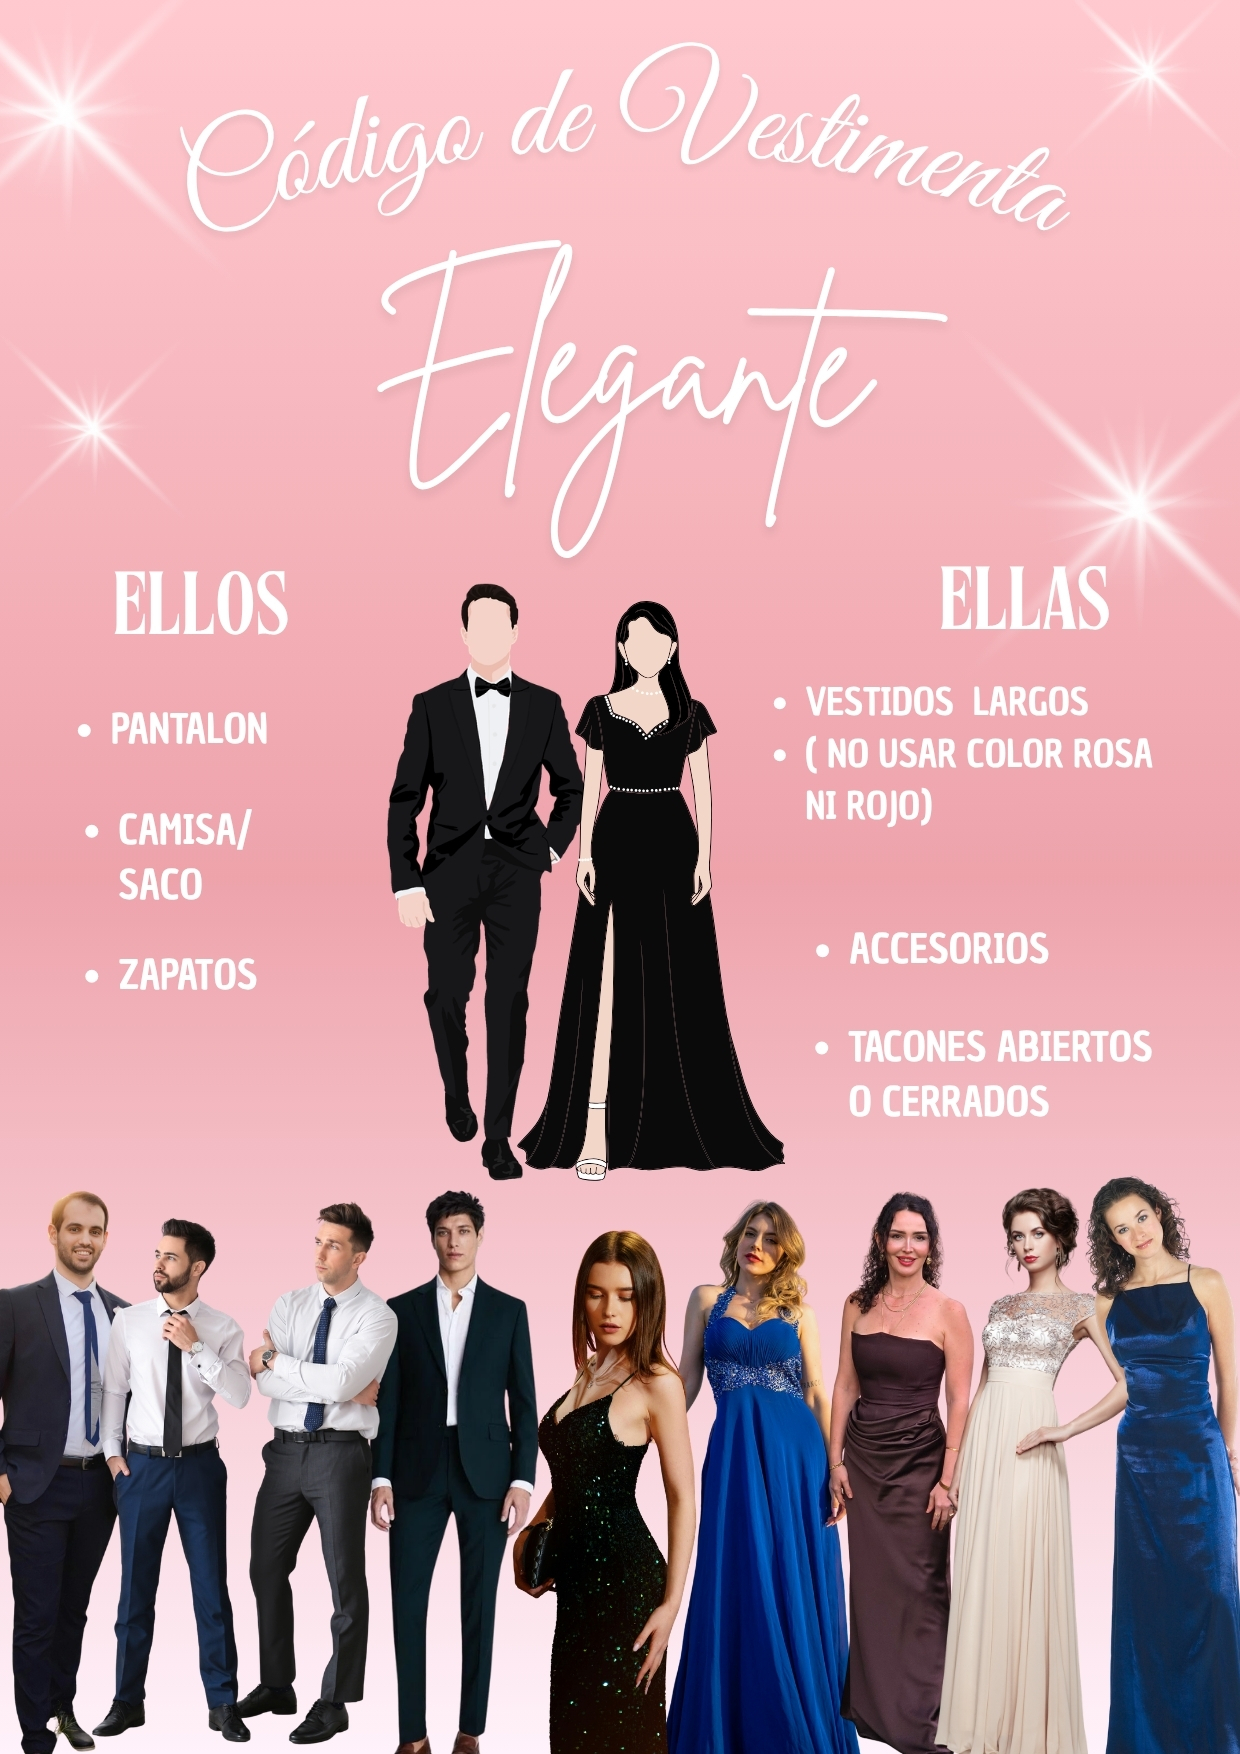 Código de Vestimenta
Elegante
ELLOS
• PANTALON
• CAMISA/
SACO
• ZAPATOS
ELLAS
• VESTIDOS LARGOS
• ( NO USAR COLOR ROSA
NI ROJO)
• ACCESORIOS
• TACONES ABIERTOS
O CERRADOS